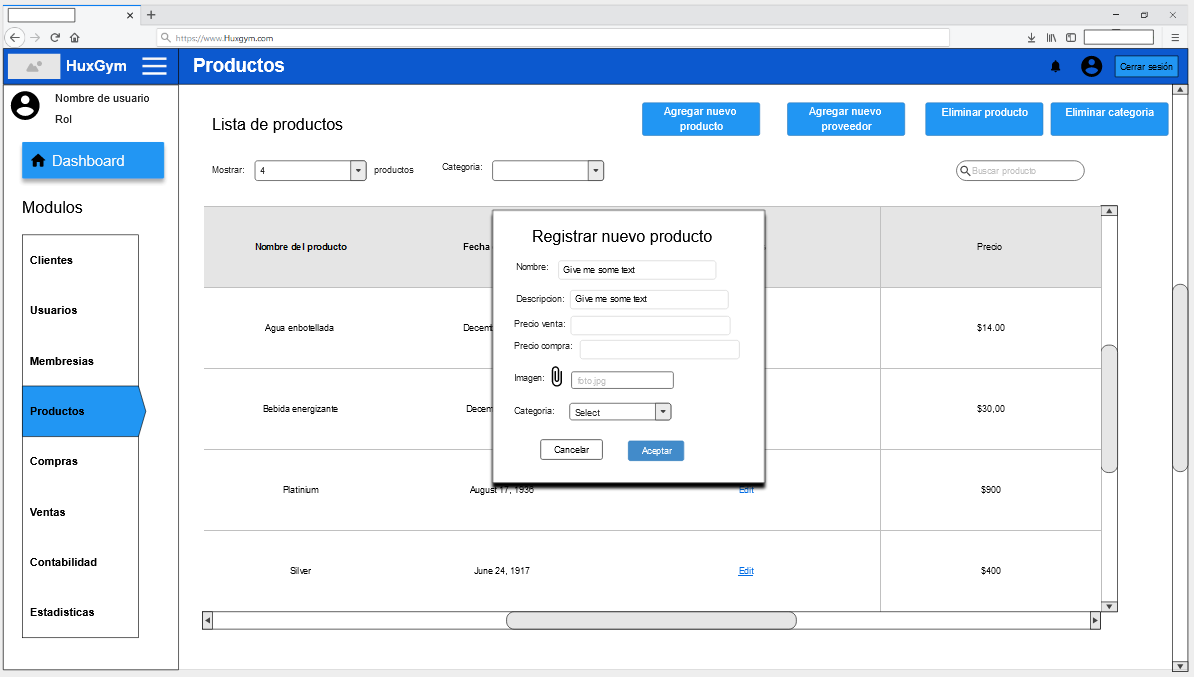 https://www.Huxgym.com
HuxGym
Productos
Cerrar sesión
Nombre de usuario
Rol
Dashboard
Modulos
Clientes
Usuarios
Membresias
Productos
Compras
Ventas
Contabilidad
Estadisticas
Lista de productos
Agregar nuevo
producto
Agregar nuevo
proveedor
Eliminar producto
Eliminar categoria
Mostrar:
4
productos
Categoria:
Buscar producto
Nombre del producto
Fecha
Precio
Agua enbotellada
Decemb
$14.00
Bebida energizante
Decem
$30,00
Platinium
August 17, 1936
Edit
$900
Silver
June 24, 1917
Edit
$400
Registrar nuevo producto
Nombre:
Give me some text
Descripcion:
Give me some text
Precio venta:
Precio compra:
Imagen:
foto.jpg
Categoria:
Select
Cancelar
Aceptar